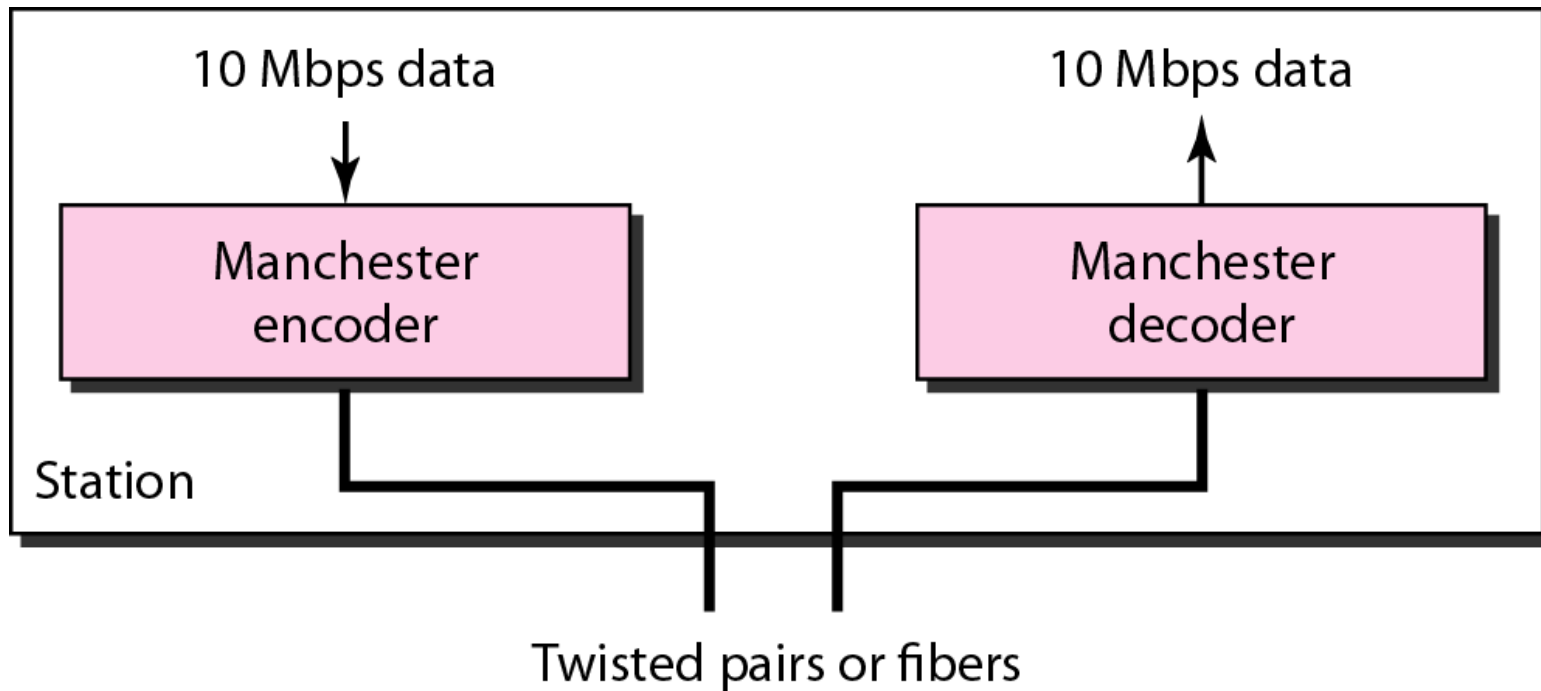 10 Mbps data
10 Mbps data
Manchester
encoder
Manchester
decoder
Station
Twisted pairs or fibers